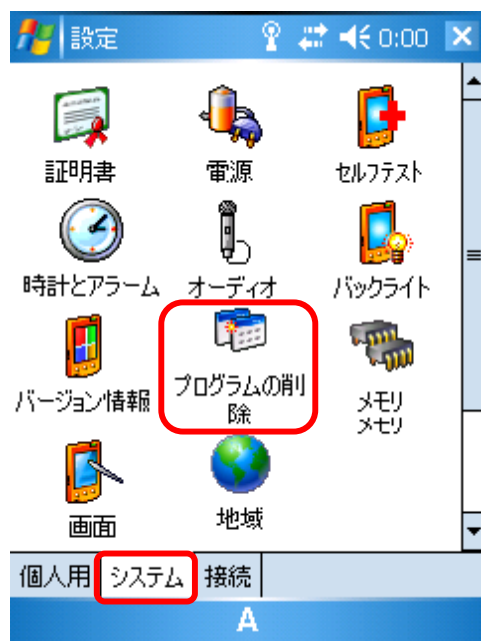 設定 0:00
証明書 電源 セルフテスト
時計とアラーム オーディオ バックライト
バージョン情報 プログラムの削
除 メモリ
メモリ
画面 地域
個人用 システム 接続
A